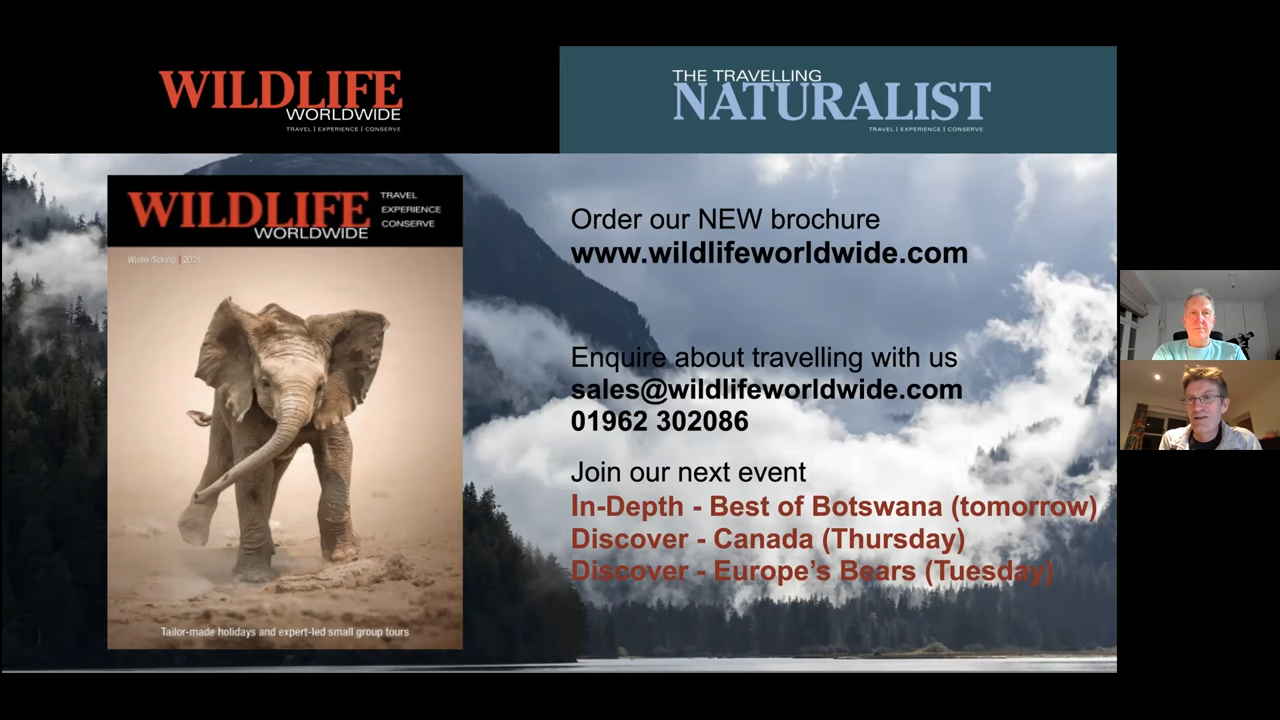 WILDLIFE
WORLDWIDE
TRAVEL | EXPERIENCE | CONSERVE
THE TRAVELLING
NATURALIST
TRAVEL | EXPERIENCE | CONSERVE
WILDLIFE
WORLDWIDE
TRAVEL
EXPERIENCE
CONSERVE
Winter/Spring | 2021
Tailor-made holidays and expert-led small group tours
Order our NEW brochure
www.wildlifeworldwide.com
Enquire about travelling with us
sales@wildlifeworldwide.com
01962 302086
Join our next event
In-Depth - Best of Botswana (tomorrow)
Discover - Canada (Thursday)
Discover - Europe’s Bears (Tuesday)